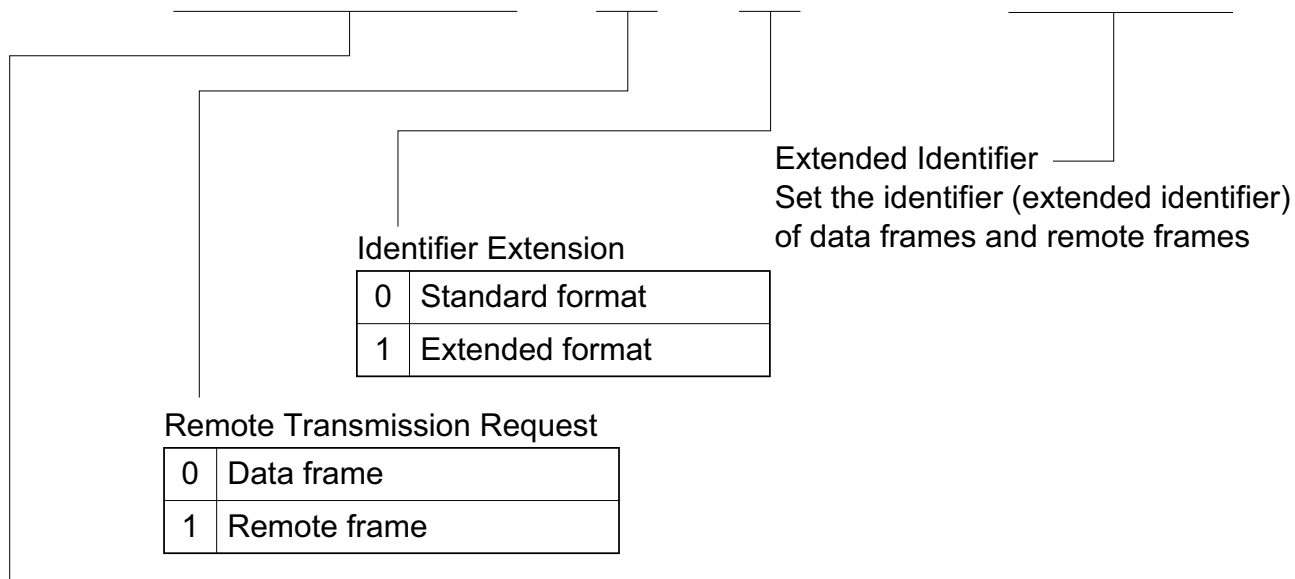 Extended Identifier
Set the identifier (extended identifier)
of data frames and remote frames
Identifier Extension
0 Standard format
1 Extended format
Remote Transmission Request
0 Data frame
1 Remote frame